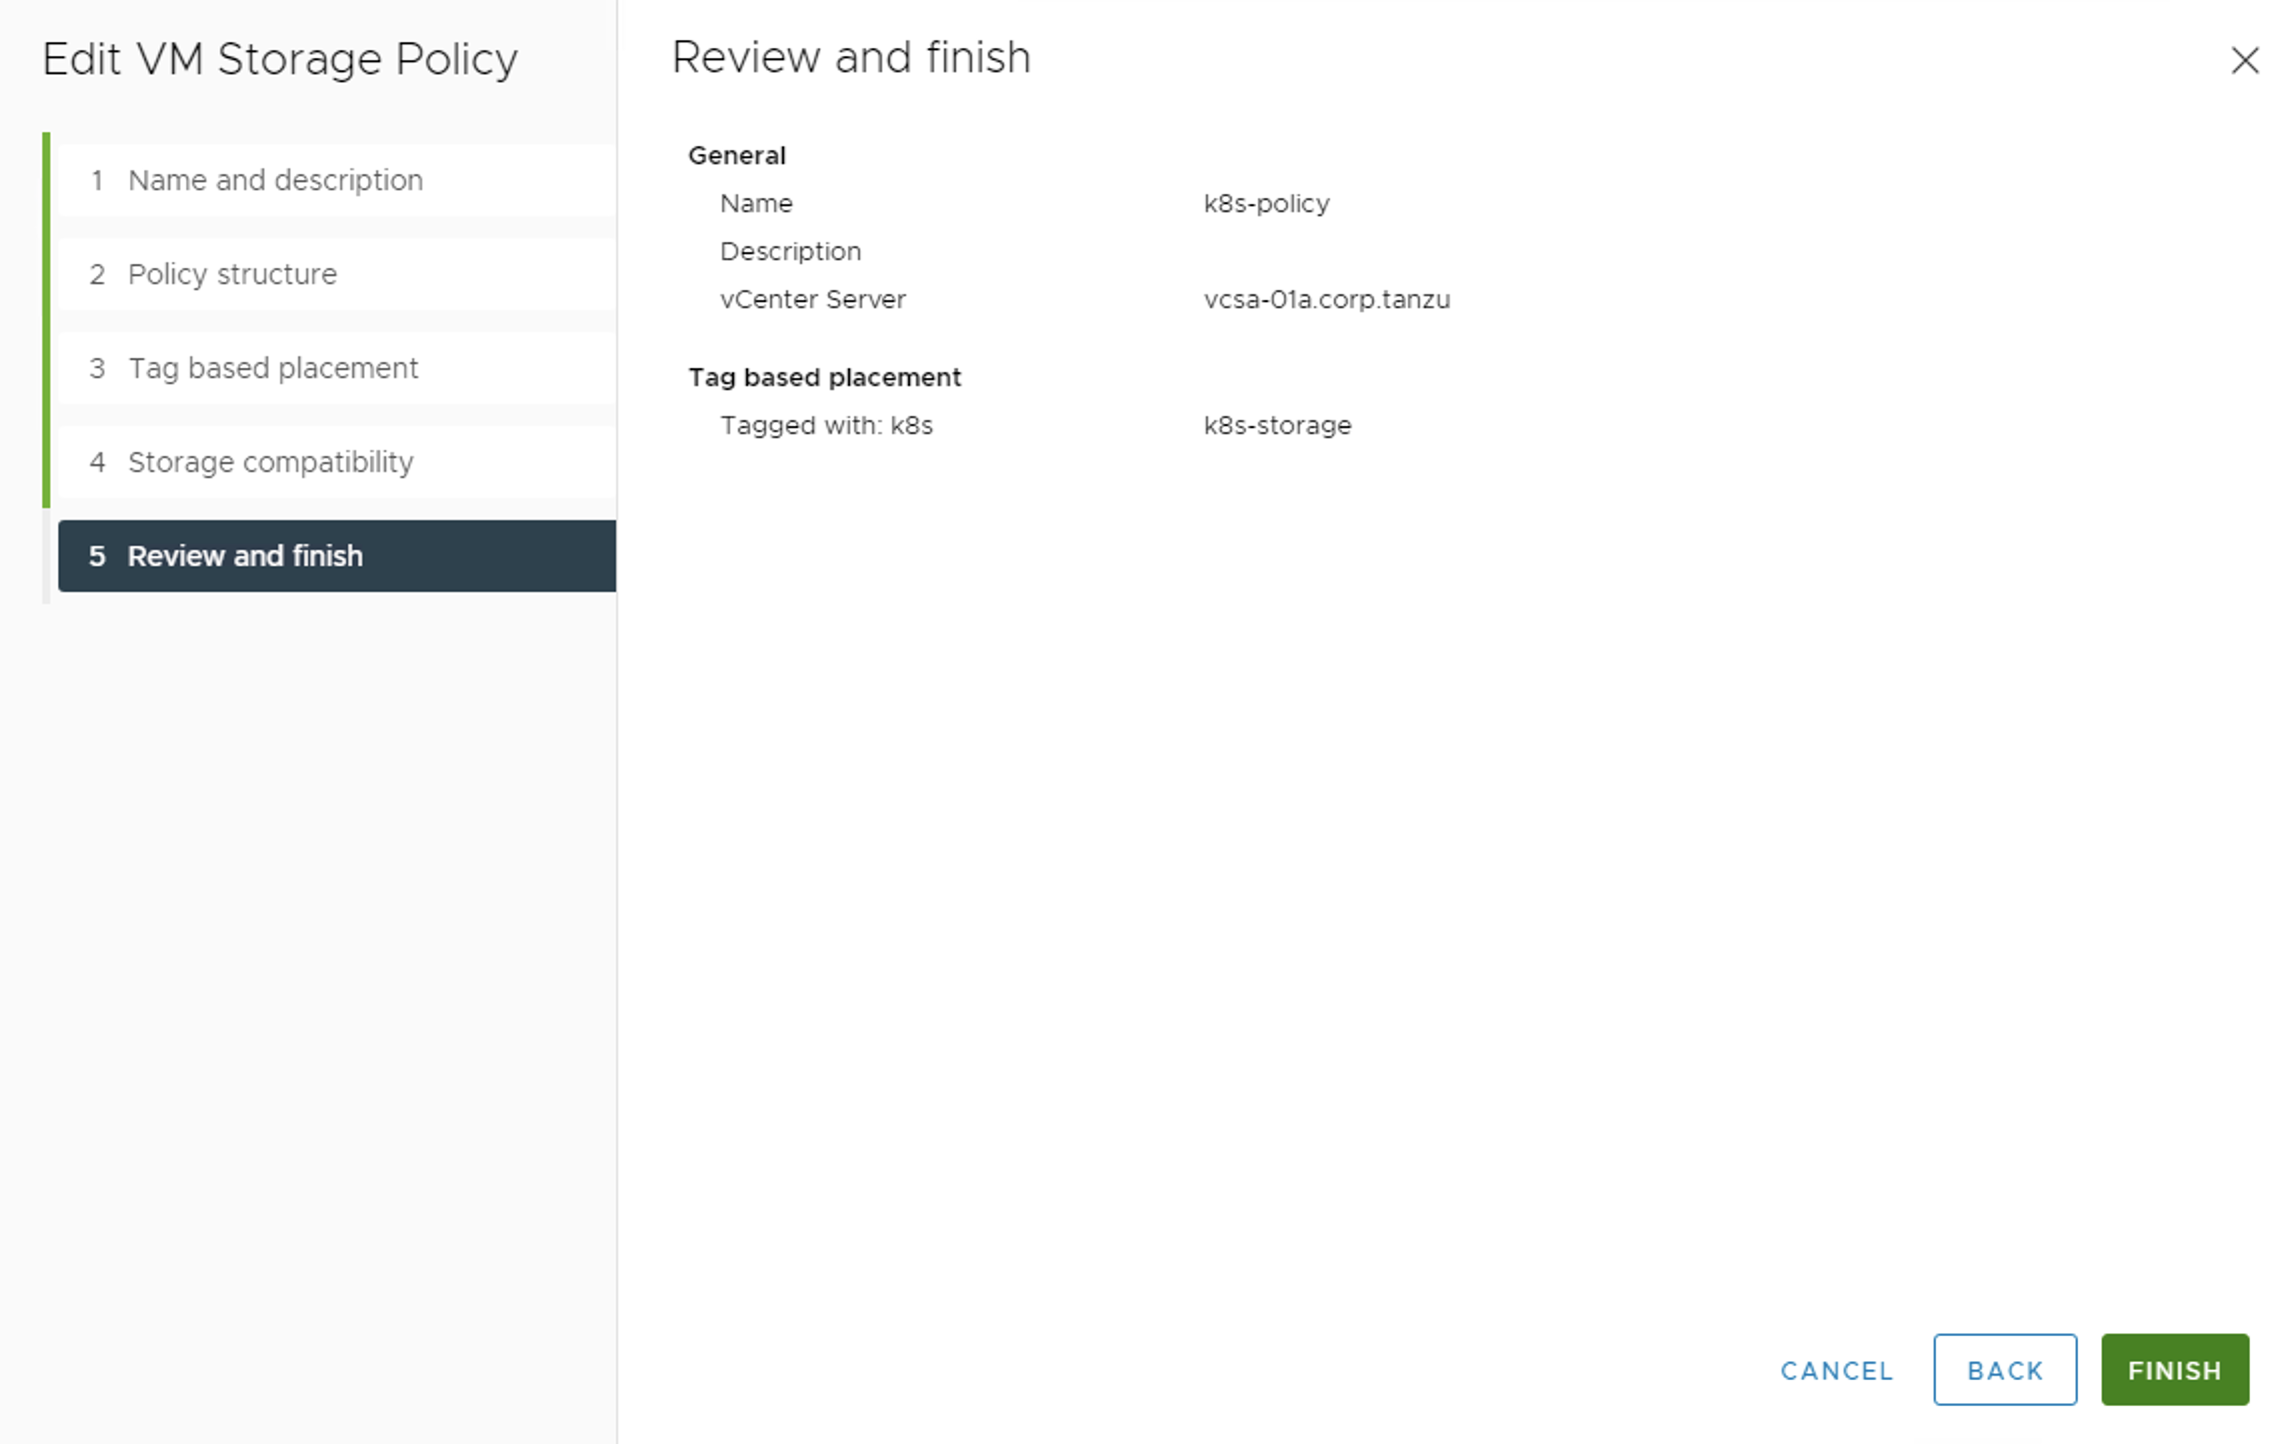 Edit VM Storage Policy
1 Name and description
2 Policy structure
3 Tag based placement
4 Storage compatibility
5 Review and finish
Review and finish
General
Name k8s-policy
Description
vCenter Server vcsa-01a.corp.tanzu
Tag based placement
Tagged with: k8s k8s-storage
CANCEL BACK FINISH